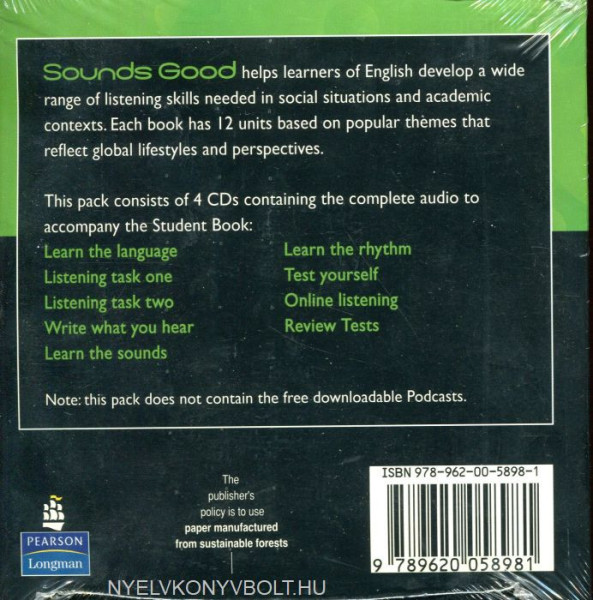 Sounds Good helps learners of English develop a wide
range of listening skills needed in social situations and academic
contexts. Each book has 12 units based on popular themes that
reflect global lifestyles and perspectives.
This pack consists of 4 CDs containing the complete audio to
accompany the Student Book:
Learn the language
Listening task one
Listening task two
Write what you hear
Learn the sounds
Learn the rhythm
Test yourself
Online listening
Review Tests
Note: this pack does not contain the free downloadable Podcasts.
The
publisher's
policy is to use
paper manufactured
from sustainable forests
ISBN 978-962-00-5898-1
9 789620 058981
PEARSON
Longman
NYELVKONYVBOLT.HU